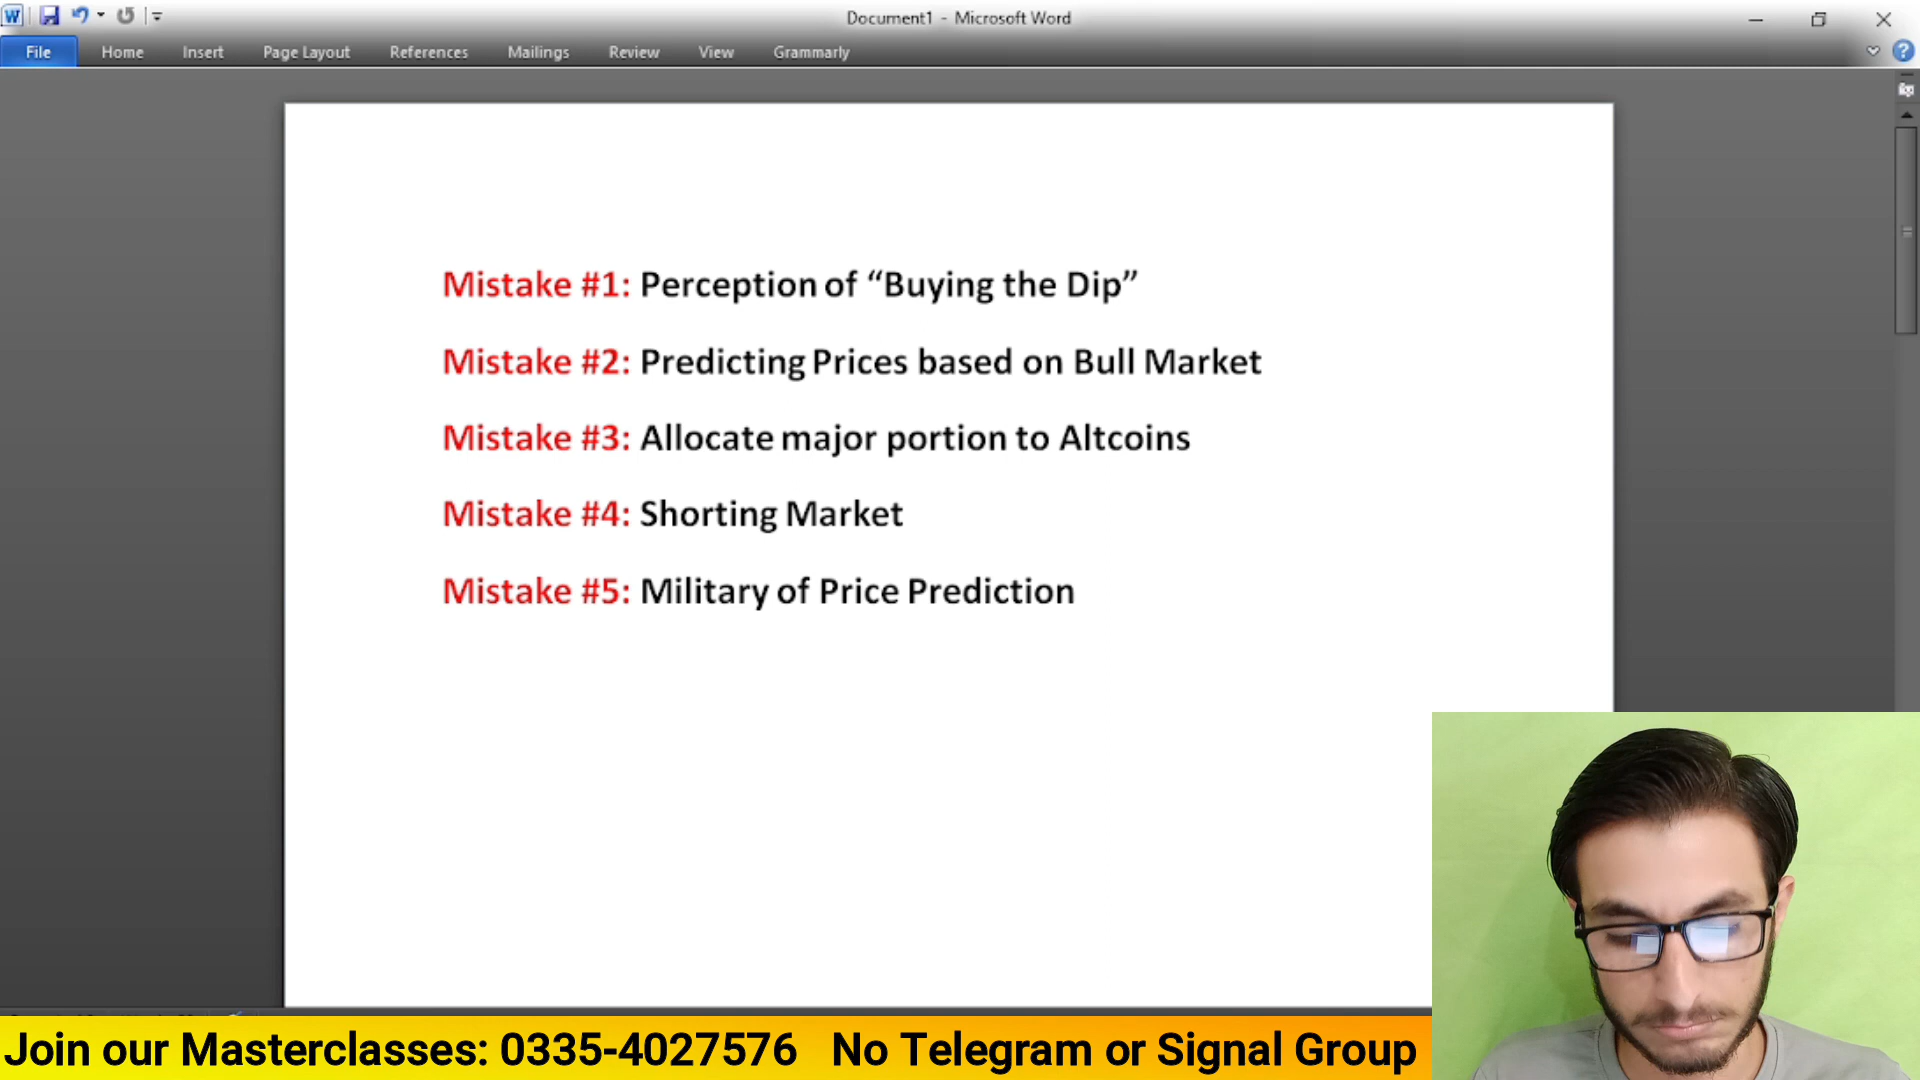 Document1 - Microsoft Word
File Home Insert Page Layout References Mailings Review View Grammarly
Mistake #1: Perception of “Buying the Dip”
Mistake #2: Predicting Prices based on Bull Market
Mistake #3: Allocate major portion to Altcoins
Mistake #4: Shorting Market
Mistake #5: Military of Price Prediction
Join our Masterclasses: 0335-4027576 No Telegram or Signal Group